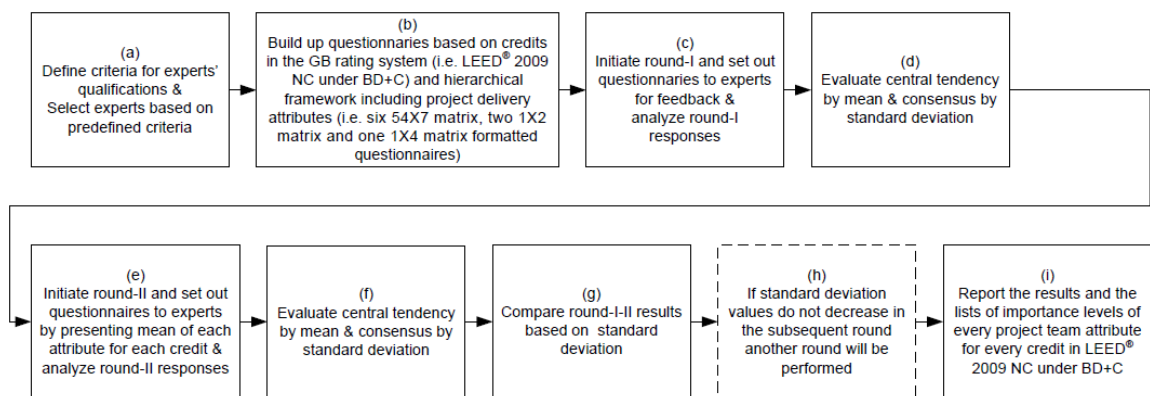 (a)
Define criteria for experts'
qualifications &
Select experts based on
predefined criteria
(b)
Build up questionnaries based on credits
in the GB rating system (i.e. LEED® 2009
NC under BD+C) and hierarchical
framework including project delivery
attributes (i.e. six 54X7 matrix, two 1X2
matrix and one 1X4 matrix formatted
questionnaires)
(c)
Initiate round-I and set out
questionnaries to experts
for feedback &
analyze round-I
responses
(d)
Evaluate central tendency
by mean & consensus by
standard deviation
(e)
Initiate round-II and set out
questionnaries to experts
by presenting mean of each
attribute for each credit &
analyze round-II responses
(f)
Evaluate central tendency
by mean & consensus by
standard deviation
(g)
Compare round-I-II results
based on standard
deviation
(h)
If standard deviation
values do not decrease in
the subsequent round
another round will be
performed
(i)
Report the results and the
lists of importance levels of
every project team attribute
for every credit in LEED®
2009 NC under BD+C